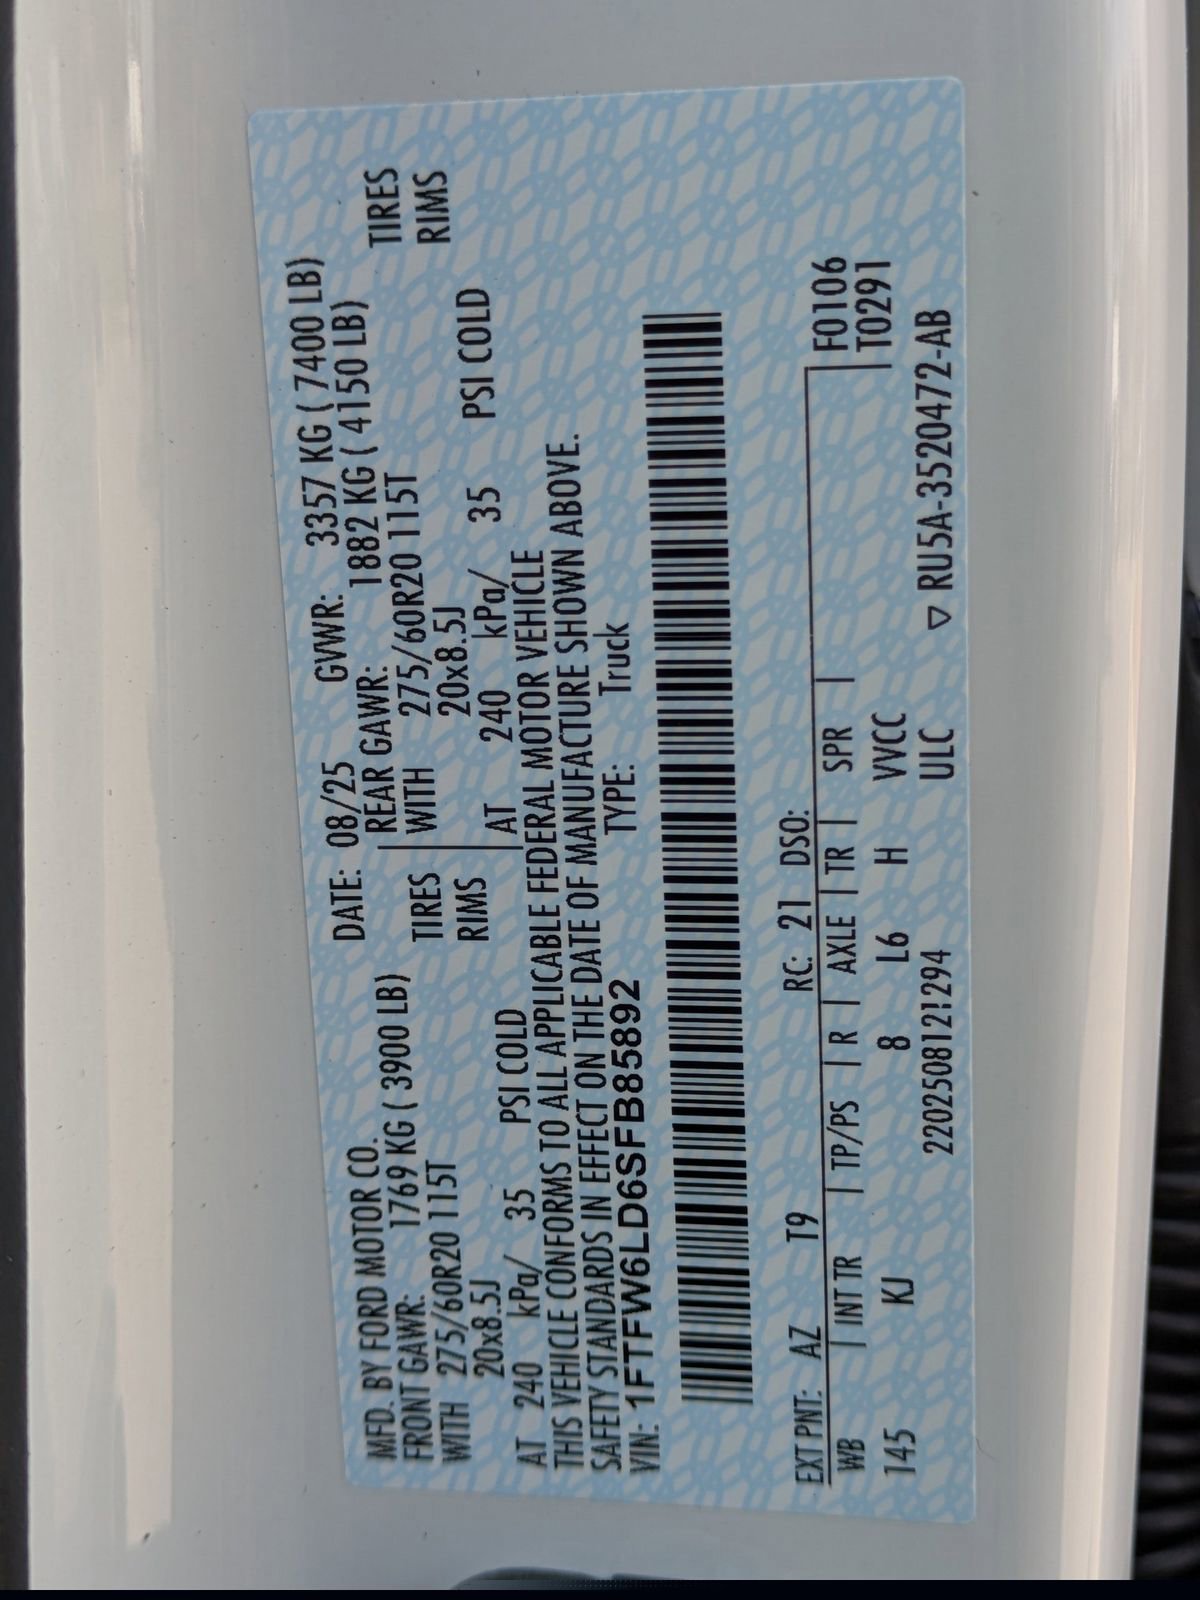 MFD. BY FORD MOTOR CO. DATE: 08/25 GVWR: 3357 KG ( 7400 LB)
FRONT GAWR: 1769 KG ( 3900 LB) REAR GAWR: 1882 KG ( 4150 LB)
WITH 275/60R20 115T TIRES WITH 275/60R20 115T TIRES
20x8.5J RIMS 20x8.5J RIMS
AT 240 kPa/ 35 PSI COLD AT 240 kPa/ 35 PSI COLD
THIS VEHICLE CONFORMS TO ALL APPLICABLE FEDERAL MOTOR VEHICLE
SAFETY STANDARDS IN EFFECT ON THE DATE OF MANUFACTURE SHOWN ABOVE.
VIN: 1FTFW6LD6SFB85892 TYPE: Truck
EXT PNT: AZ T9 RC: 21 DSO: F0106
WB | INT TR | TP/PS | R | AXLE | TR | SPR | T0291
145 KJ 8 L6 H VVCC
220250812129​4 ULC ▽ RU5A-3520472-AB